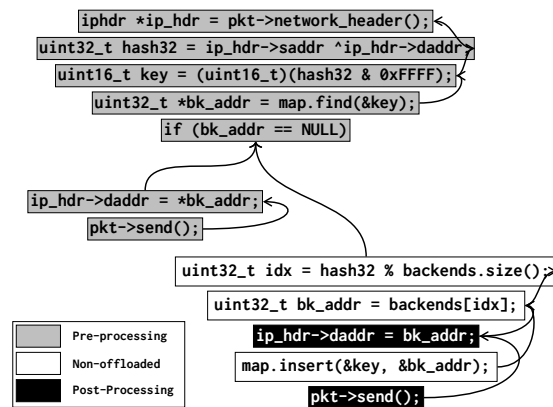 iphdr *ip_hdr = pkt->network_header();
uint32_t hash32 = ip_hdr->saddr ^ip_hdr->daddr;
uint16_t key = (uint16_t)(hash32 & 0xFFFF);
uint32_t *bk_addr = map.find(&key);
if (bk_addr == NULL)
ip_hdr->daddr = *bk_addr;
pkt->send();
uint32_t idx = hash32 % backends.size();
uint32_t bk_addr = backends[idx];
ip_hdr->daddr = bk_addr;
map.insert(&key, &bk_addr);
pkt->send();
Pre-processing
Non-offloaded
Post-Processing